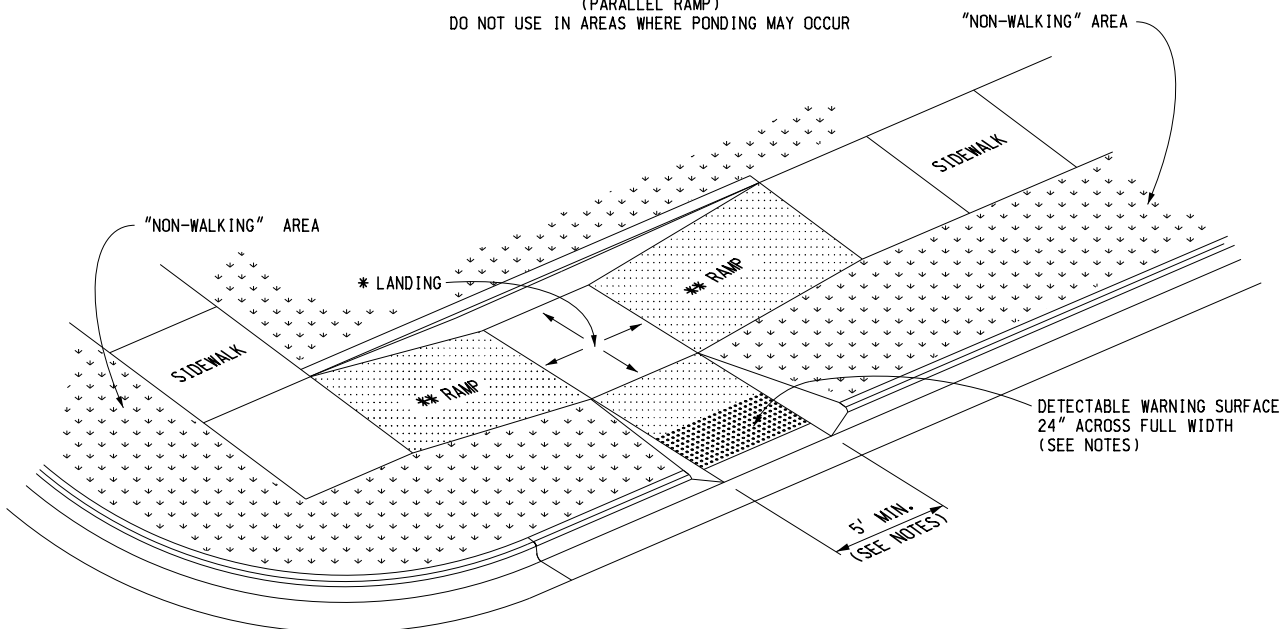 (PARALLEL RAMP)
DO NOT USE IN AREAS WHERE PONDING MAY OCCUR
"NON-WALKING" AREA
SIDEWALK
"NON-WALKING" AREA
** RAMP
* LANDING
SIDEWALK
** RAMP
DETECTABLE WARNING SURFACE
24" ACROSS FULL WIDTH
(SEE NOTES)
5' MIN.
(SEE NOTES)